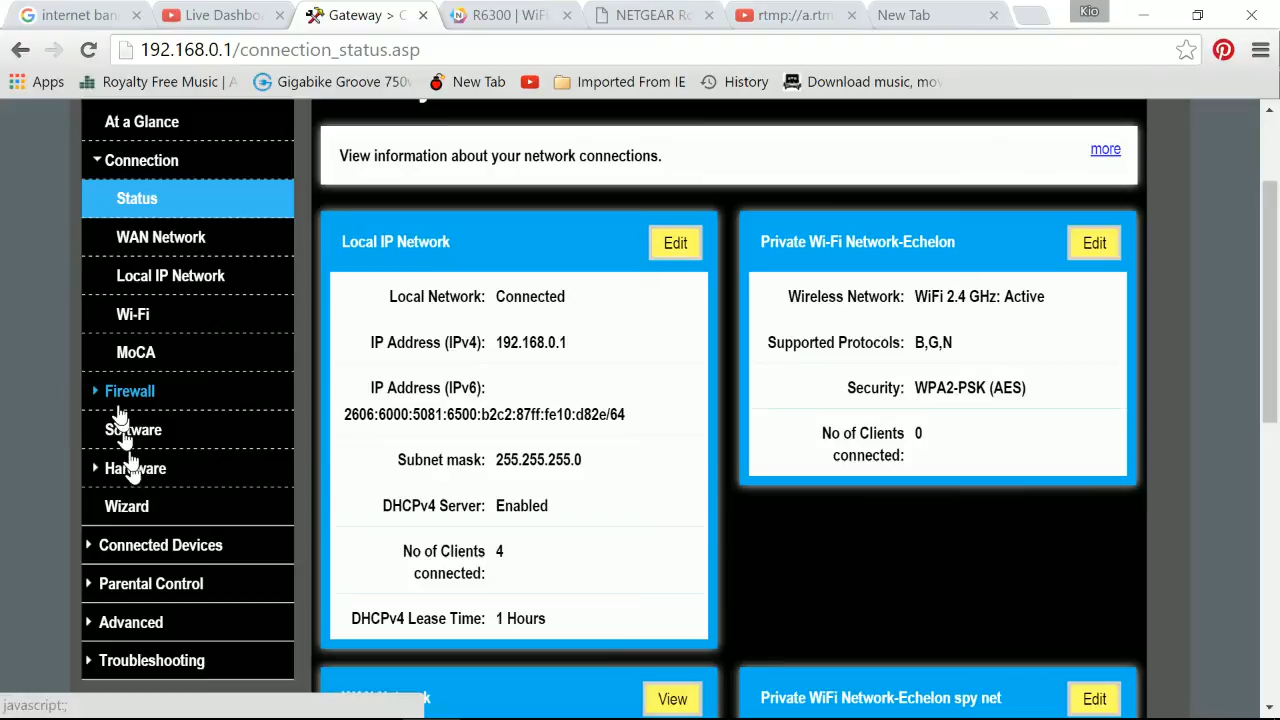 internet ban
Live Dashbo
Gateway > C
R6300 | WiFi
NETGEAR Ro
rtmp://a.rtm
New Tab
Kio
192.168.0.1/connection_status.asp
Apps
Royalty Free Music | A
Gigabike Groove 750w
New Tab
Imported From IE
History
Download music, mov
At a Glance
Connection
Status
WAN Network
Local IP Network
Wi-Fi
MoCA
Firewall
Software
Hardware
Wizard
Connected Devices
Parental Control
Advanced
Troubleshooting
View information about your network connections.
more
Local IP Network
Edit
Local Network: Connected
IP Address (IPv4): 192.168.0.1
IP Address (IPv6):
2606:6000:5081:6500:b2c2:87ff:fe10:d82e/64
Subnet mask: 255.255.255.0
DHCPv4 Server: Enabled
No of Clients 4
connected:
DHCPv4 Lease Time: 1 Hours
Private Wi-Fi Network-Echelon
Edit
Wireless Network: WiFi 2.4 GHz: Active
Supported Protocols: B,G,N
Security: WPA2-PSK (AES)
No of Clients 0
connected:
View
Private WiFi Network-Echelon spy net
Edit
javascript:;